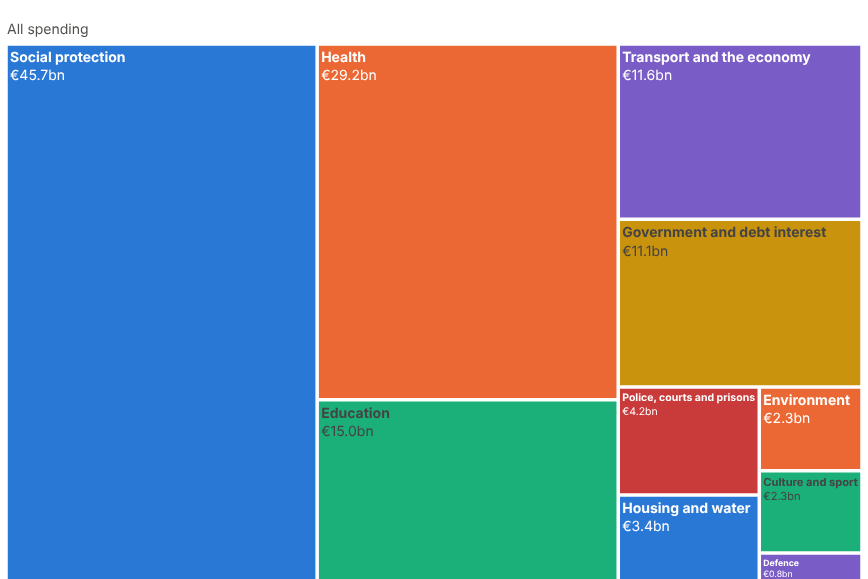 All spending
Social protection
€45.7bn
Health
€29.2bn
Transport and the economy
€11.6bn
Government and debt interest
€11.1bn
Education
€15.0bn
Police, courts and prisons
€4.2bn
Environment
€2.3bn
Culture and sport
€2.3bn
Housing and water
€3.4bn
Defence
€0.8bn